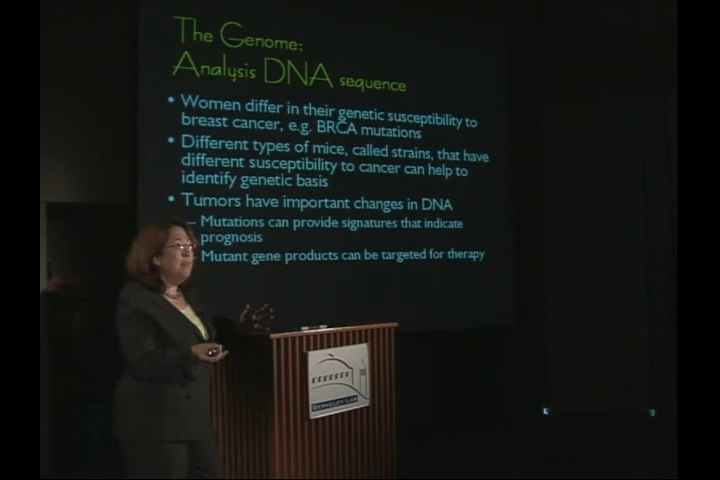 The Genome:
Analysis DNA sequence
• Women differ in their genetic susceptibility to
breast cancer, e.g. BRCA mutations
• Different types of mice, called strains, that have
different susceptibility to cancer can help to
identify genetic basis
• Tumors have important changes in DNA
– Mutations can provide signatures that indicate
prognosis
– Mutant gene products can be targeted for therapy
BERKELEY LAB